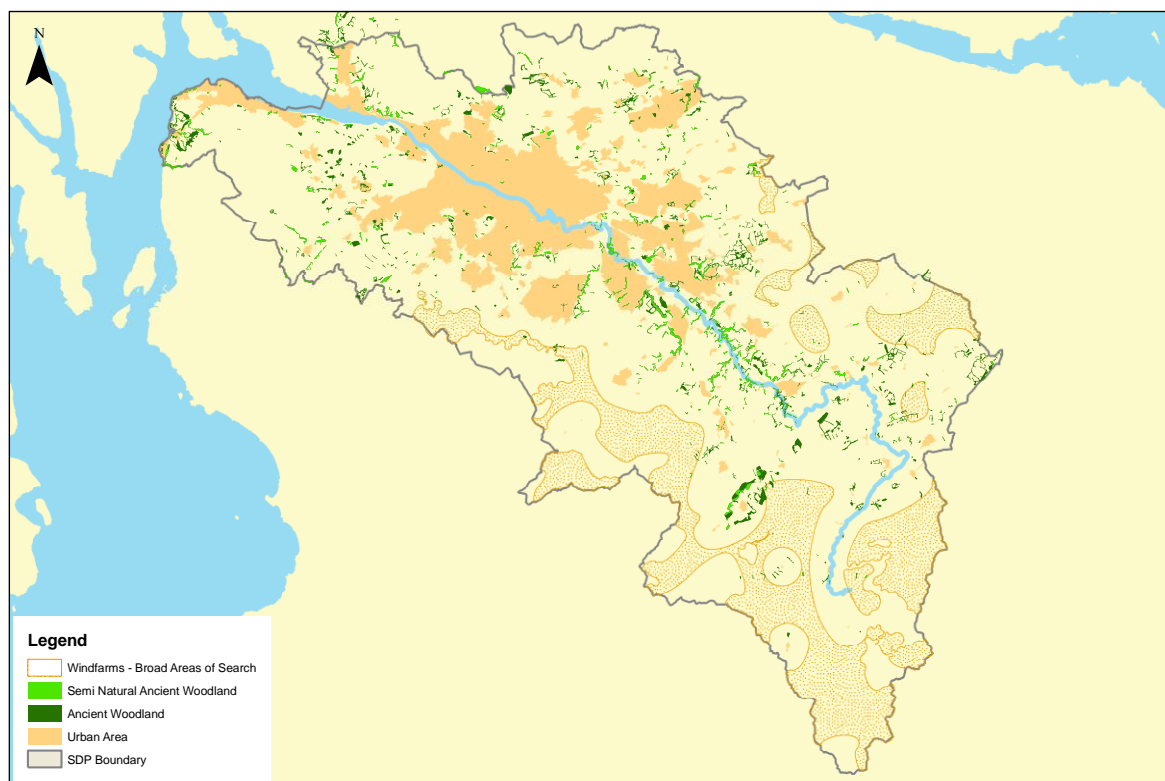 N
Legend
Windfarms - Broad Areas of Search
Semi Natural Ancient Woodland
Ancient Woodland
Urban Area
SDP Boundary